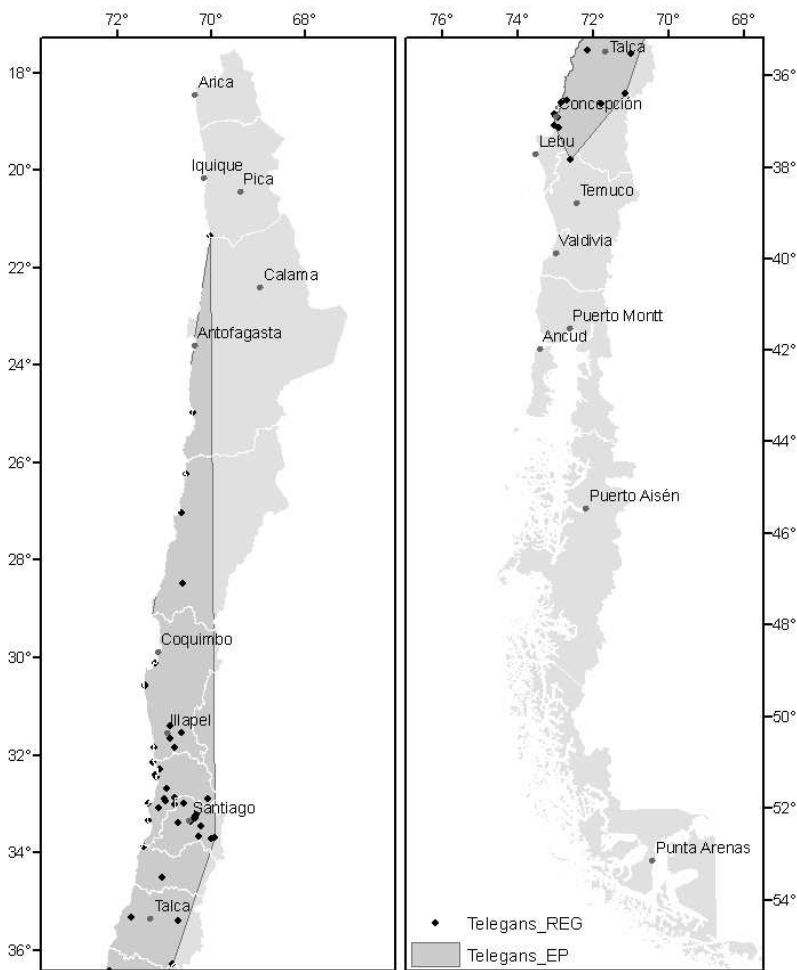 72° 70° 68°
18°
20°
22°
24°
26°
28°
30°
32°
34°
36°
Arica
Iquique
Pica
Calama
Antofagasta
Coquimbo
Illapel
Santiago
Talca
76° 74° 72° 70° 68°
36°
38°
40°
42°
44°
46°
48°
50°
52°
54°
Talca
Concepción
Lebu
Temuco
Valdivia
Puerto Montt
Ancud
Puerto Aisén
Punta Arenas
Telegans_REG
Telegans_EP